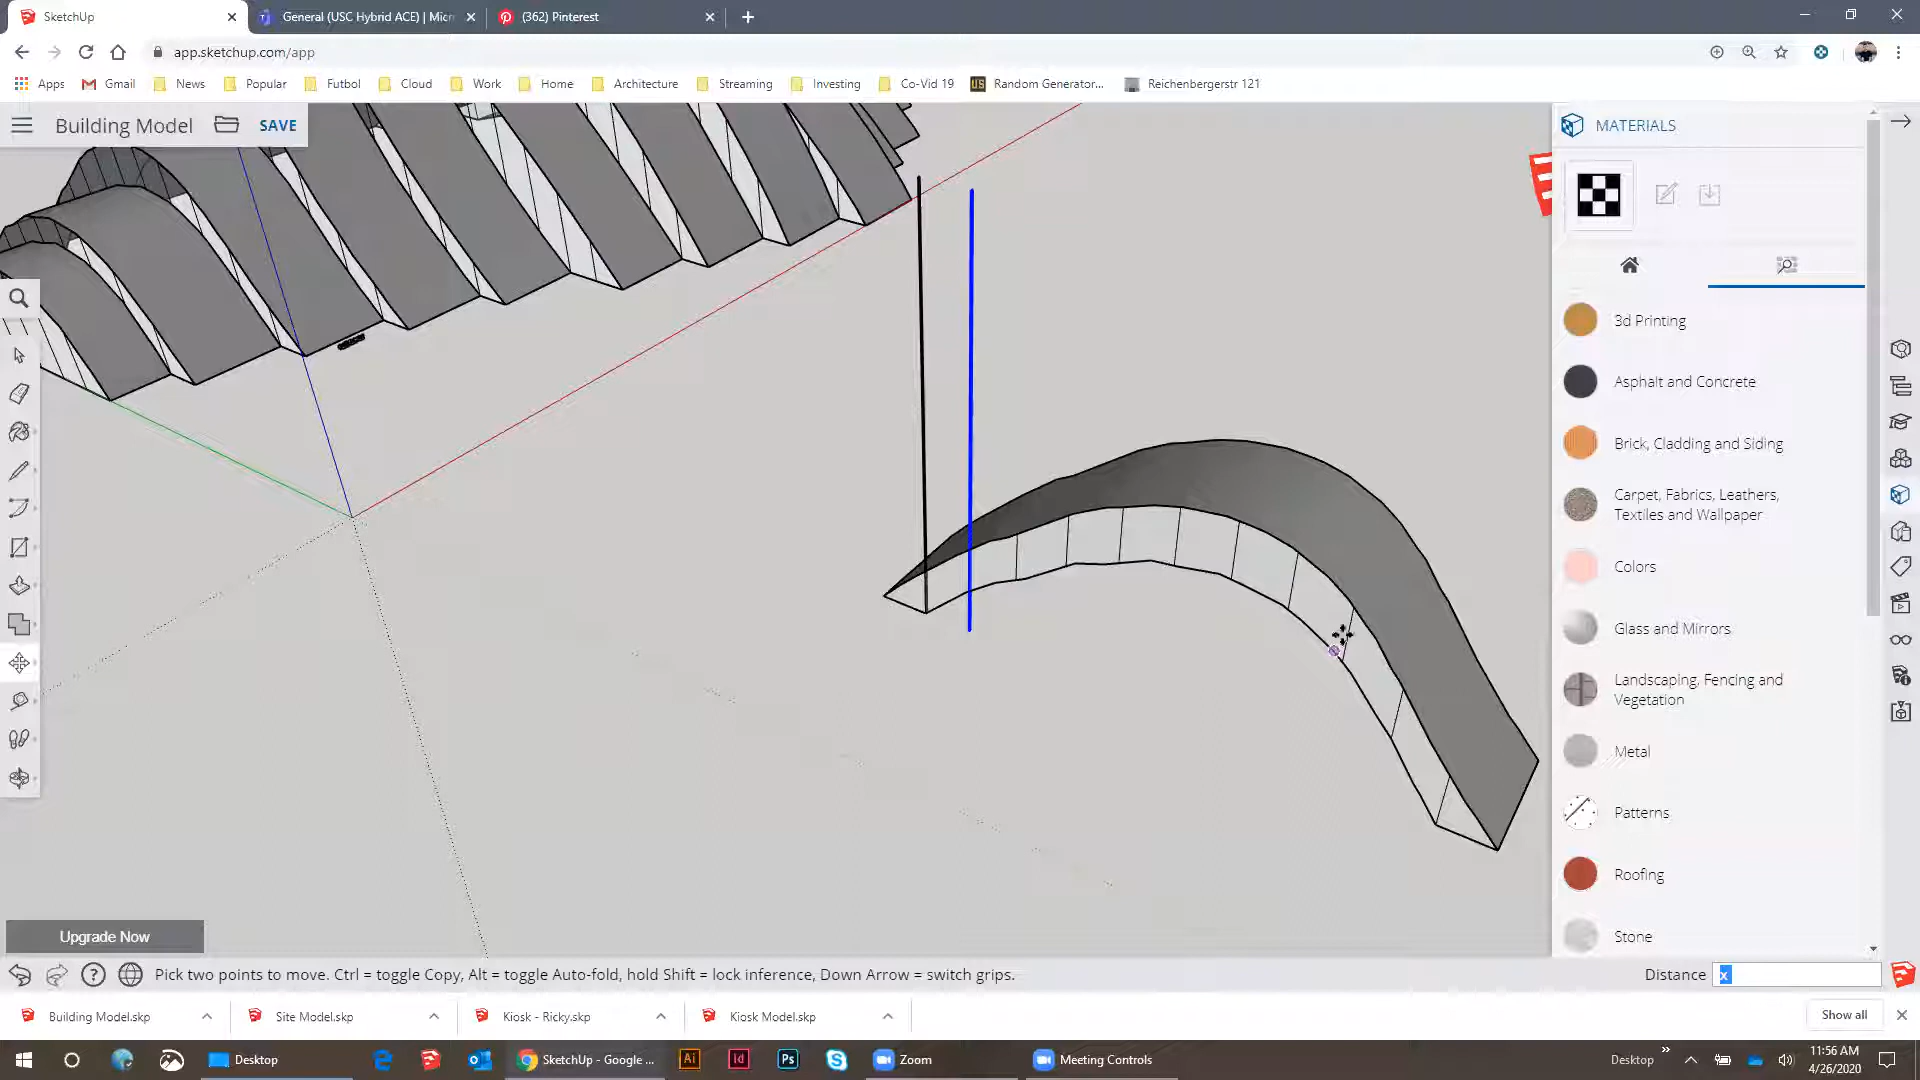 SketchUp
General (USC Hybrid ACE) | Micr
(362) Pinterest
app.sketchup.com/app
Apps
Gmail
News
Popular
Futbol
Cloud
Work
Home
Architecture
Streaming
Investing
Co-Vid 19
US
Random Generator...
Reichenbergerstr 121
Building Model
SAVE
MATERIALS
3d Printing
Asphalt and Concrete
Brick, Cladding and Siding
Carpet, Fabrics, Leathers,
Textiles and Wallpaper
Colors
Glass and Mirrors
Landscaping, Fencing and
Vegetation
Metal
Patterns
Roofing
Stone
Upgrade Now
Pick two points to move. Ctrl = toggle Copy, Alt = toggle Auto-fold, hold Shift = lock inference, Down Arrow = switch grips.
Distance
x
Building Model.skp
Site Model.skp
Kiosk - Ricky.skp
Kiosk Model.skp
Show all
Desktop
SketchUp - Google ...
Ai
Id
Ps
Zoom
Meeting Controls
Desktop
11:56 AM
4/26/2020